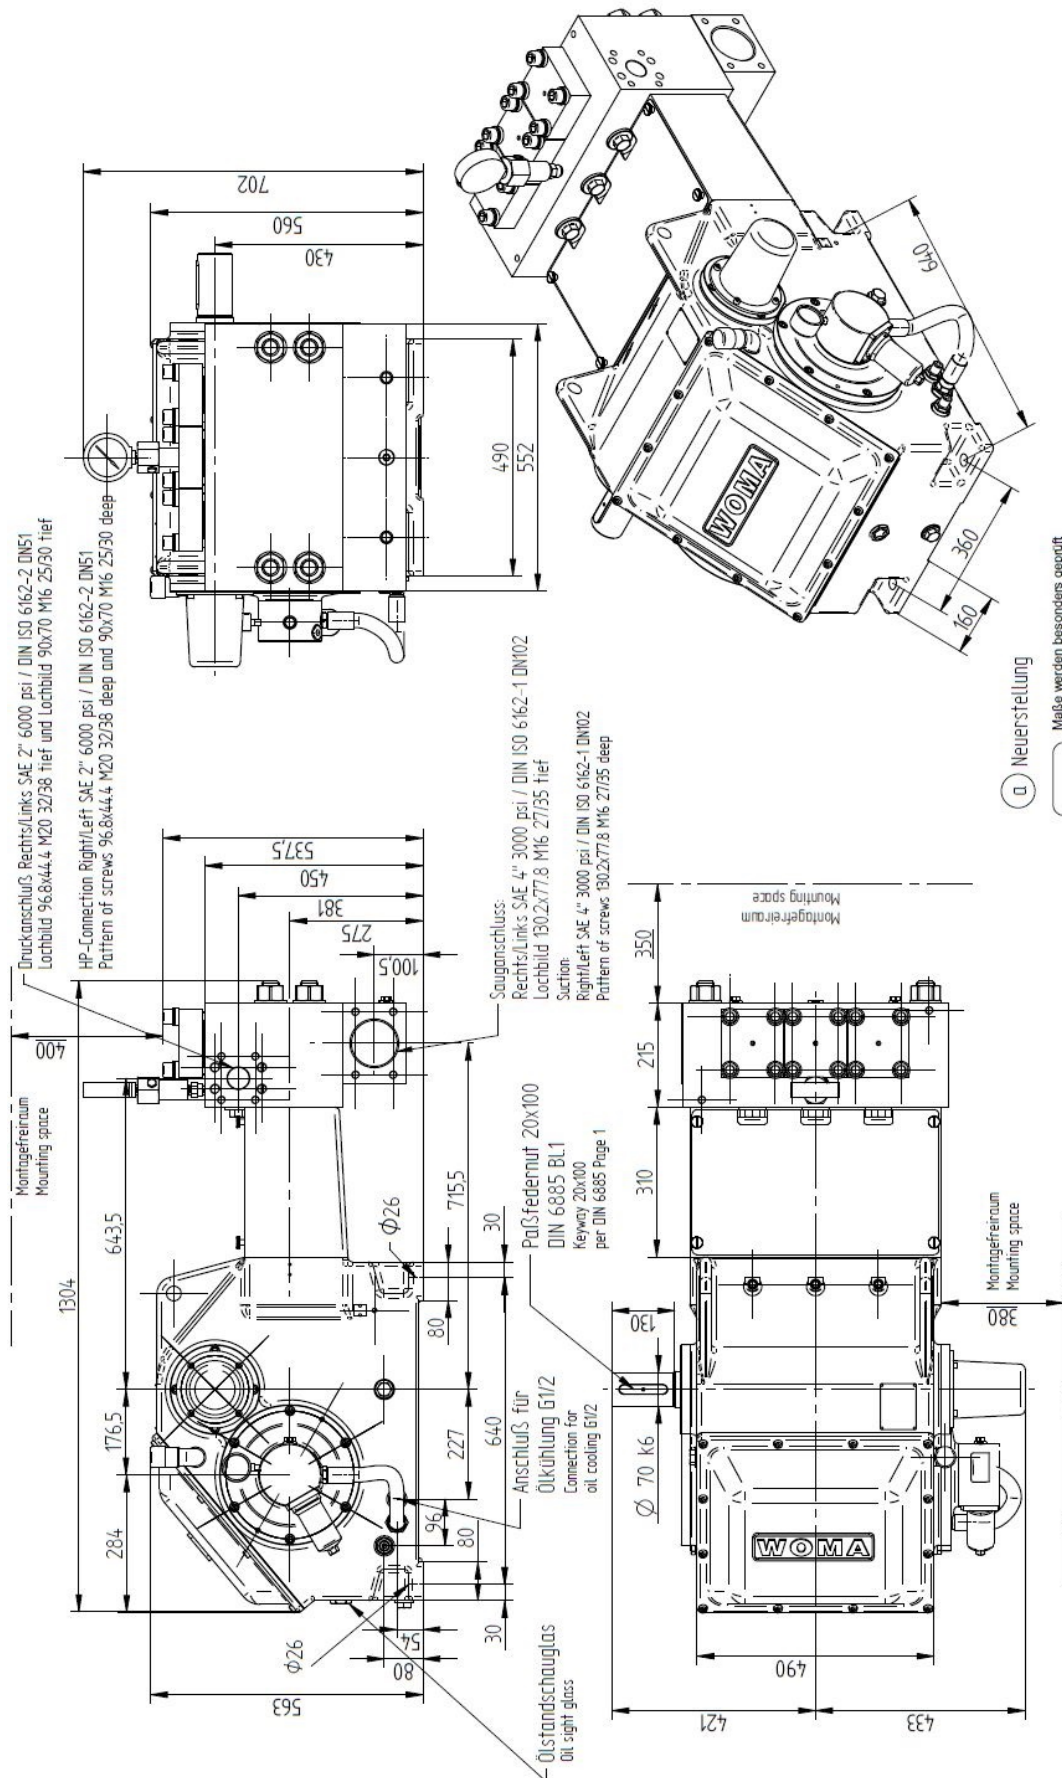 Druckanschluß Rechts/Links SAE 2" 6000 psi / DIN ISO 6162-2 DN51
Lochbild 96.8x44.4 M20 32/38 tief und Lochbild 90x70 M16 25/30 tief
HP-Connection Right/Left SAE 2" 6000 psi / DIN ISO 6162-2 DN51
Pattern of screws 96.8x44.4 M20 32/38 deep and 90x70 M16 25/30 deep
Montagefreiraum
Mounting space
400
1304
643,5
176,5
284
563
537,5
450
381
275
100,5
Sauganschluss:
Rechts/Links SAE 4" 3000 psi / DIN ISO 6162-1 DN102
Lochbild 130.2x77.8 M16 27/35 tief
Suction:
Right/Left SAE 4" 3000 psi / DIN ISO 6162-1 DN102
Pattern of screws 130.2x77.8 M16 27/35 deep
715,5
30
Φ26
80
227
640
96
80
30
54
80
Φ26
Anschluß für
Ölkühlung G1/2
Connection for
oil cooling G1/2
Ölstandschauglas
Oil sight glass
702
560
430
490
552
Paßfedernut 20x100
DIN 6885 BL.1
Keyway 20x100
per DIN 6885 Page 1
130
Ø 70 k6
350
215
310
Montagefreiraum
Mounting space
Montagefreiraum
Mounting space
380
WOMA
490
421
433
WOMA
640
360
160
a Neuerstellung
Maße werden besonders geprüft